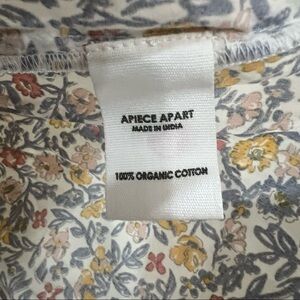 APIECE APART
MADE IN INDIA
100% ORGANIC COTTON